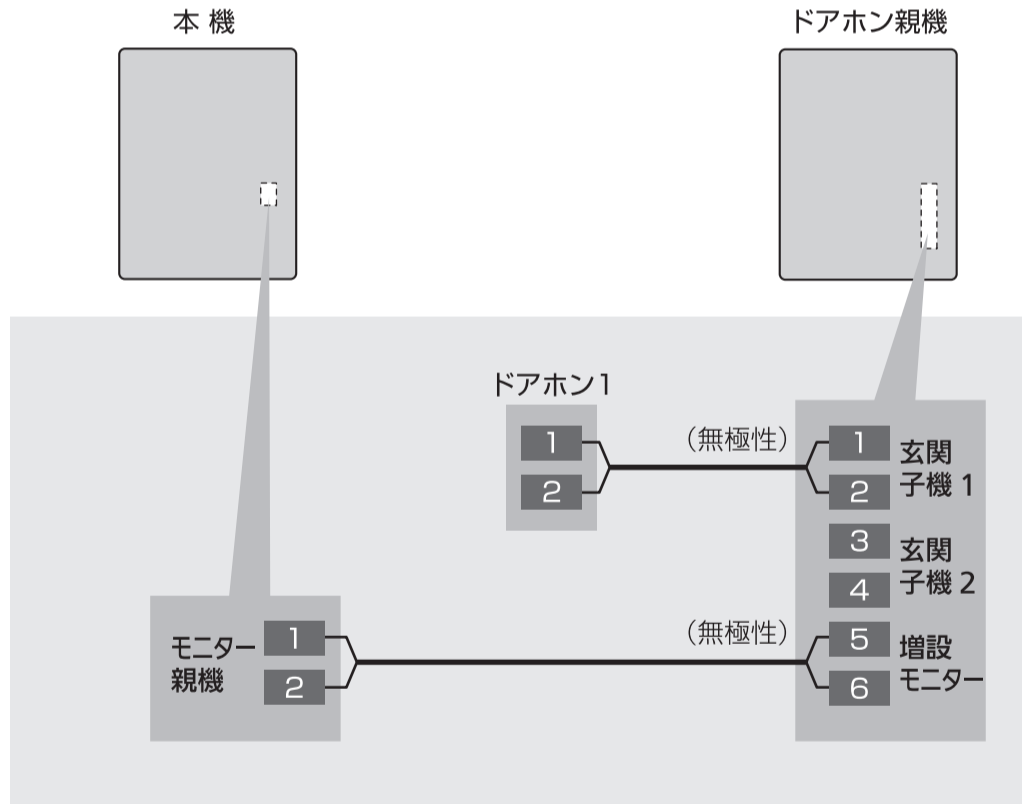 本 機
ドアホン親機
ドアホン1
1
2
(無極性)
1
2
玄関
子機 1
3
4
玄関
子機 2
モニター
親機
1
2
(無極性)
5
6
増設
モニター